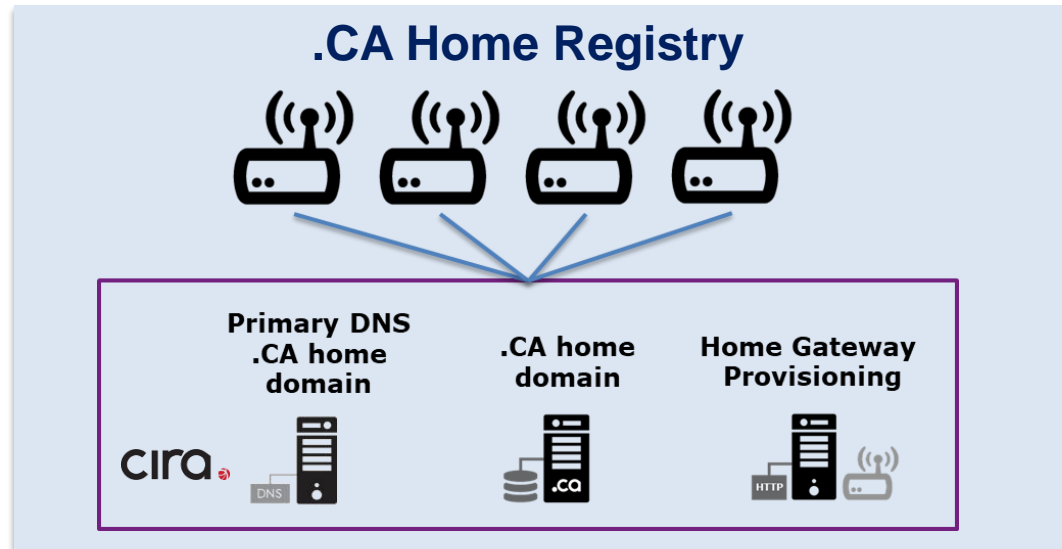 .CA Home Registry
Primary DNS
.CA home
domain
.CA home
domain
Home Gateway
Provisioning
cira
DNS
.ca
HTTP